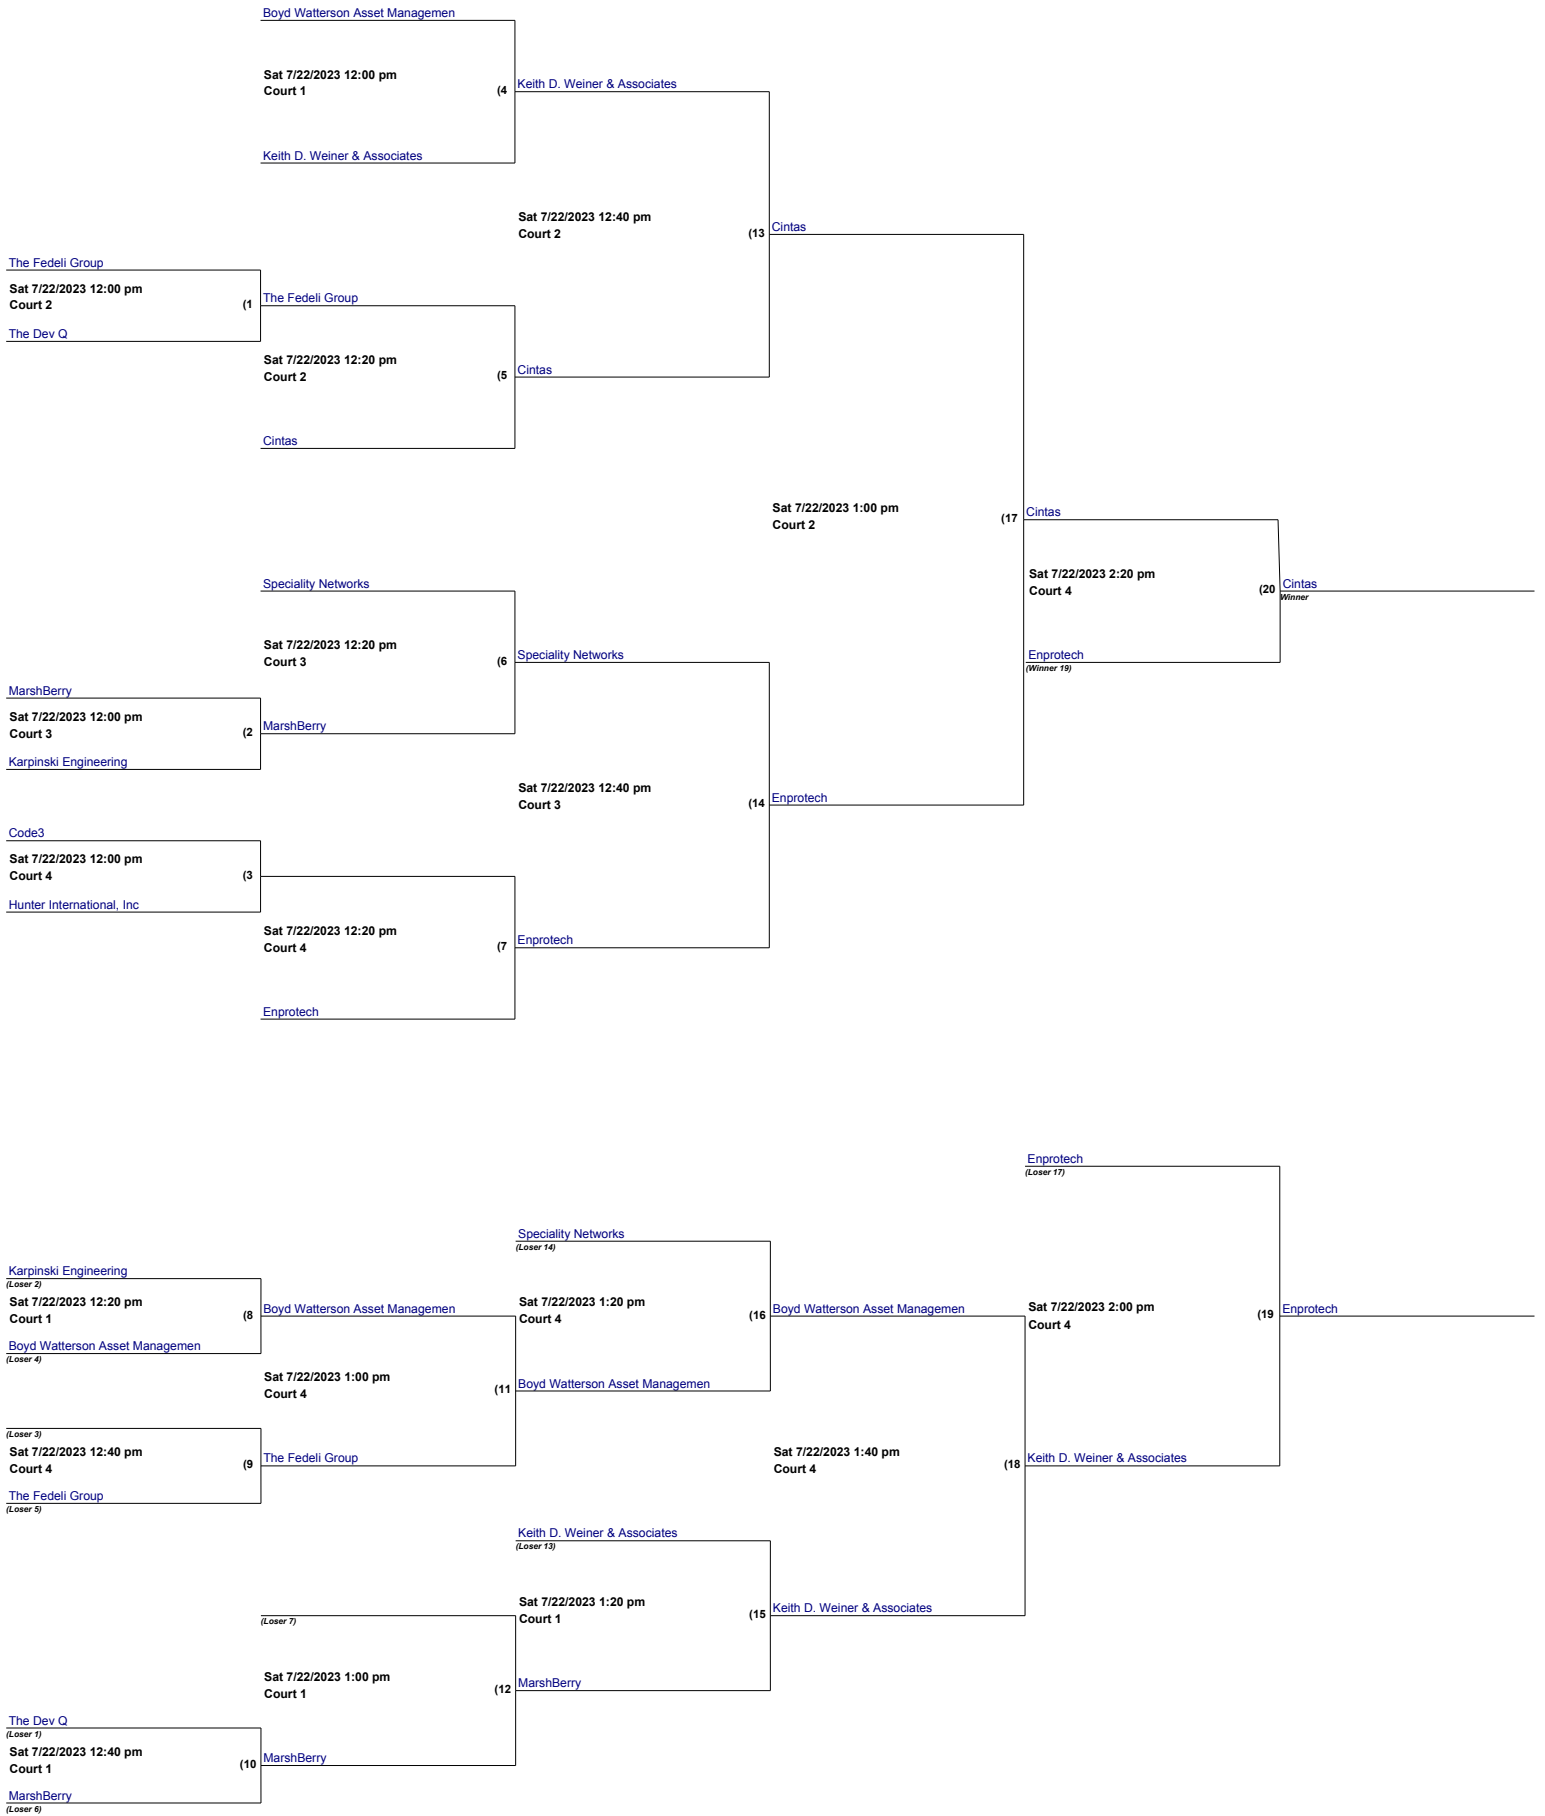 Boyd Watterson Asset Managemen
Sat 7/22/2023 12:00 pm
Court 1
(4
Keith D. Weiner & Associates
Keith D. Weiner & Associates
Sat 7/22/2023 12:40 pm
Court 2
(13
Cintas
The Fedeli Group
Sat 7/22/2023 12:00 pm
Court 2
(1
The Fedeli Group
The Dev Q
Sat 7/22/2023 12:20 pm
Court 2
(5
Cintas
Cintas
Sat 7/22/2023 1:00 pm
Court 2
(17
Cintas
Speciality Networks
Sat 7/22/2023 2:20 pm
Court 4
(20
Cintas
Winner
Sat 7/22/2023 12:20 pm
Court 3
(6
Speciality Networks
Enprotech
(Winner 19)
MarshBerry
Sat 7/22/2023 12:00 pm
Court 3
(2
MarshBerry
Karpinski Engineering
Sat 7/22/2023 12:40 pm
Court 3
(14
Enprotech
Code3
Sat 7/22/2023 12:00 pm
Court 4
(3
Hunter International, Inc
Sat 7/22/2023 12:20 pm
Court 4
(7
Enprotech
Enprotech
Enprotech
(Loser 17)
Speciality Networks
(Loser 14)
Karpinski Engineering
(Loser 2)
Sat 7/22/2023 12:20 pm
Court 1
(8
Boyd Watterson Asset Managemen
Sat 7/22/2023 1:20 pm
Court 4
(16
Boyd Watterson Asset Managemen
Sat 7/22/2023 2:00 pm
Court 4
(19
Enprotech
Boyd Watterson Asset Managemen
(Loser 4)
Sat 7/22/2023 1:00 pm
Court 4
(11
Boyd Watterson Asset Managemen
(Loser 3)
Sat 7/22/2023 12:40 pm
Court 4
(9
The Fedeli Group
Sat 7/22/2023 1:40 pm
Court 4
(18
Keith D. Weiner & Associates
The Fedeli Group
(Loser 5)
Keith D. Weiner & Associates
(Loser 13)
Sat 7/22/2023 1:20 pm
Court 1
(15
Keith D. Weiner & Associates
(Loser 7)
Sat 7/22/2023 1:00 pm
Court 1
(12
MarshBerry
The Dev Q
(Loser 1)
Sat 7/22/2023 12:40 pm
Court 1
(10
MarshBerry
MarshBerry
(Loser 6)